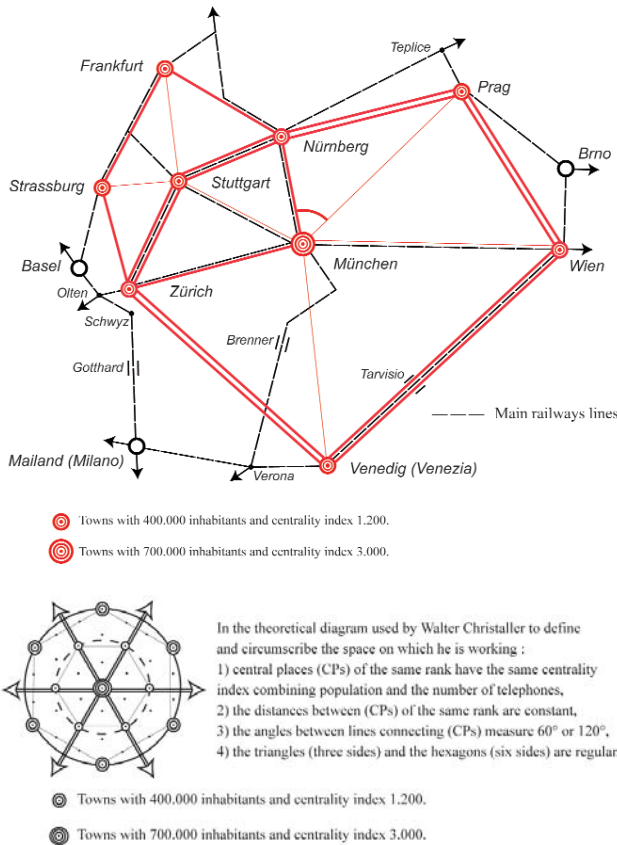 Teplice
Frankfurt
Prag
Nürnberg
Brno
Strassburg
Stuttgart
München
Wien
Basel
Olten
Zürich
Schwyz
Brenner
Gotthard
Tarvisio
Main railways lines
Mailand (Milano)
Verona
Venedig (Venezia)
Towns with 400.000 inhabitants and centrality index 1.200.
Towns with 700.000 inhabitants and centrality index 3.000.
In the theoretical diagram used by Walter Christaller to define
and circumscribe the space on which he is working :
1) central places (CPs) of the same rank have the same centrality
index combining population and the number of telephones,
2) the distances between (CPs) of the same rank are constant,
3) the angles between lines connecting (CPs) measure 60° or 120°,
4) the triangles (three sides) and the hexagons (six sides) are regular
Towns with 400.000 inhabitants and centrality index 1.200.
Towns with 700.000 inhabitants and centrality index 3.000.